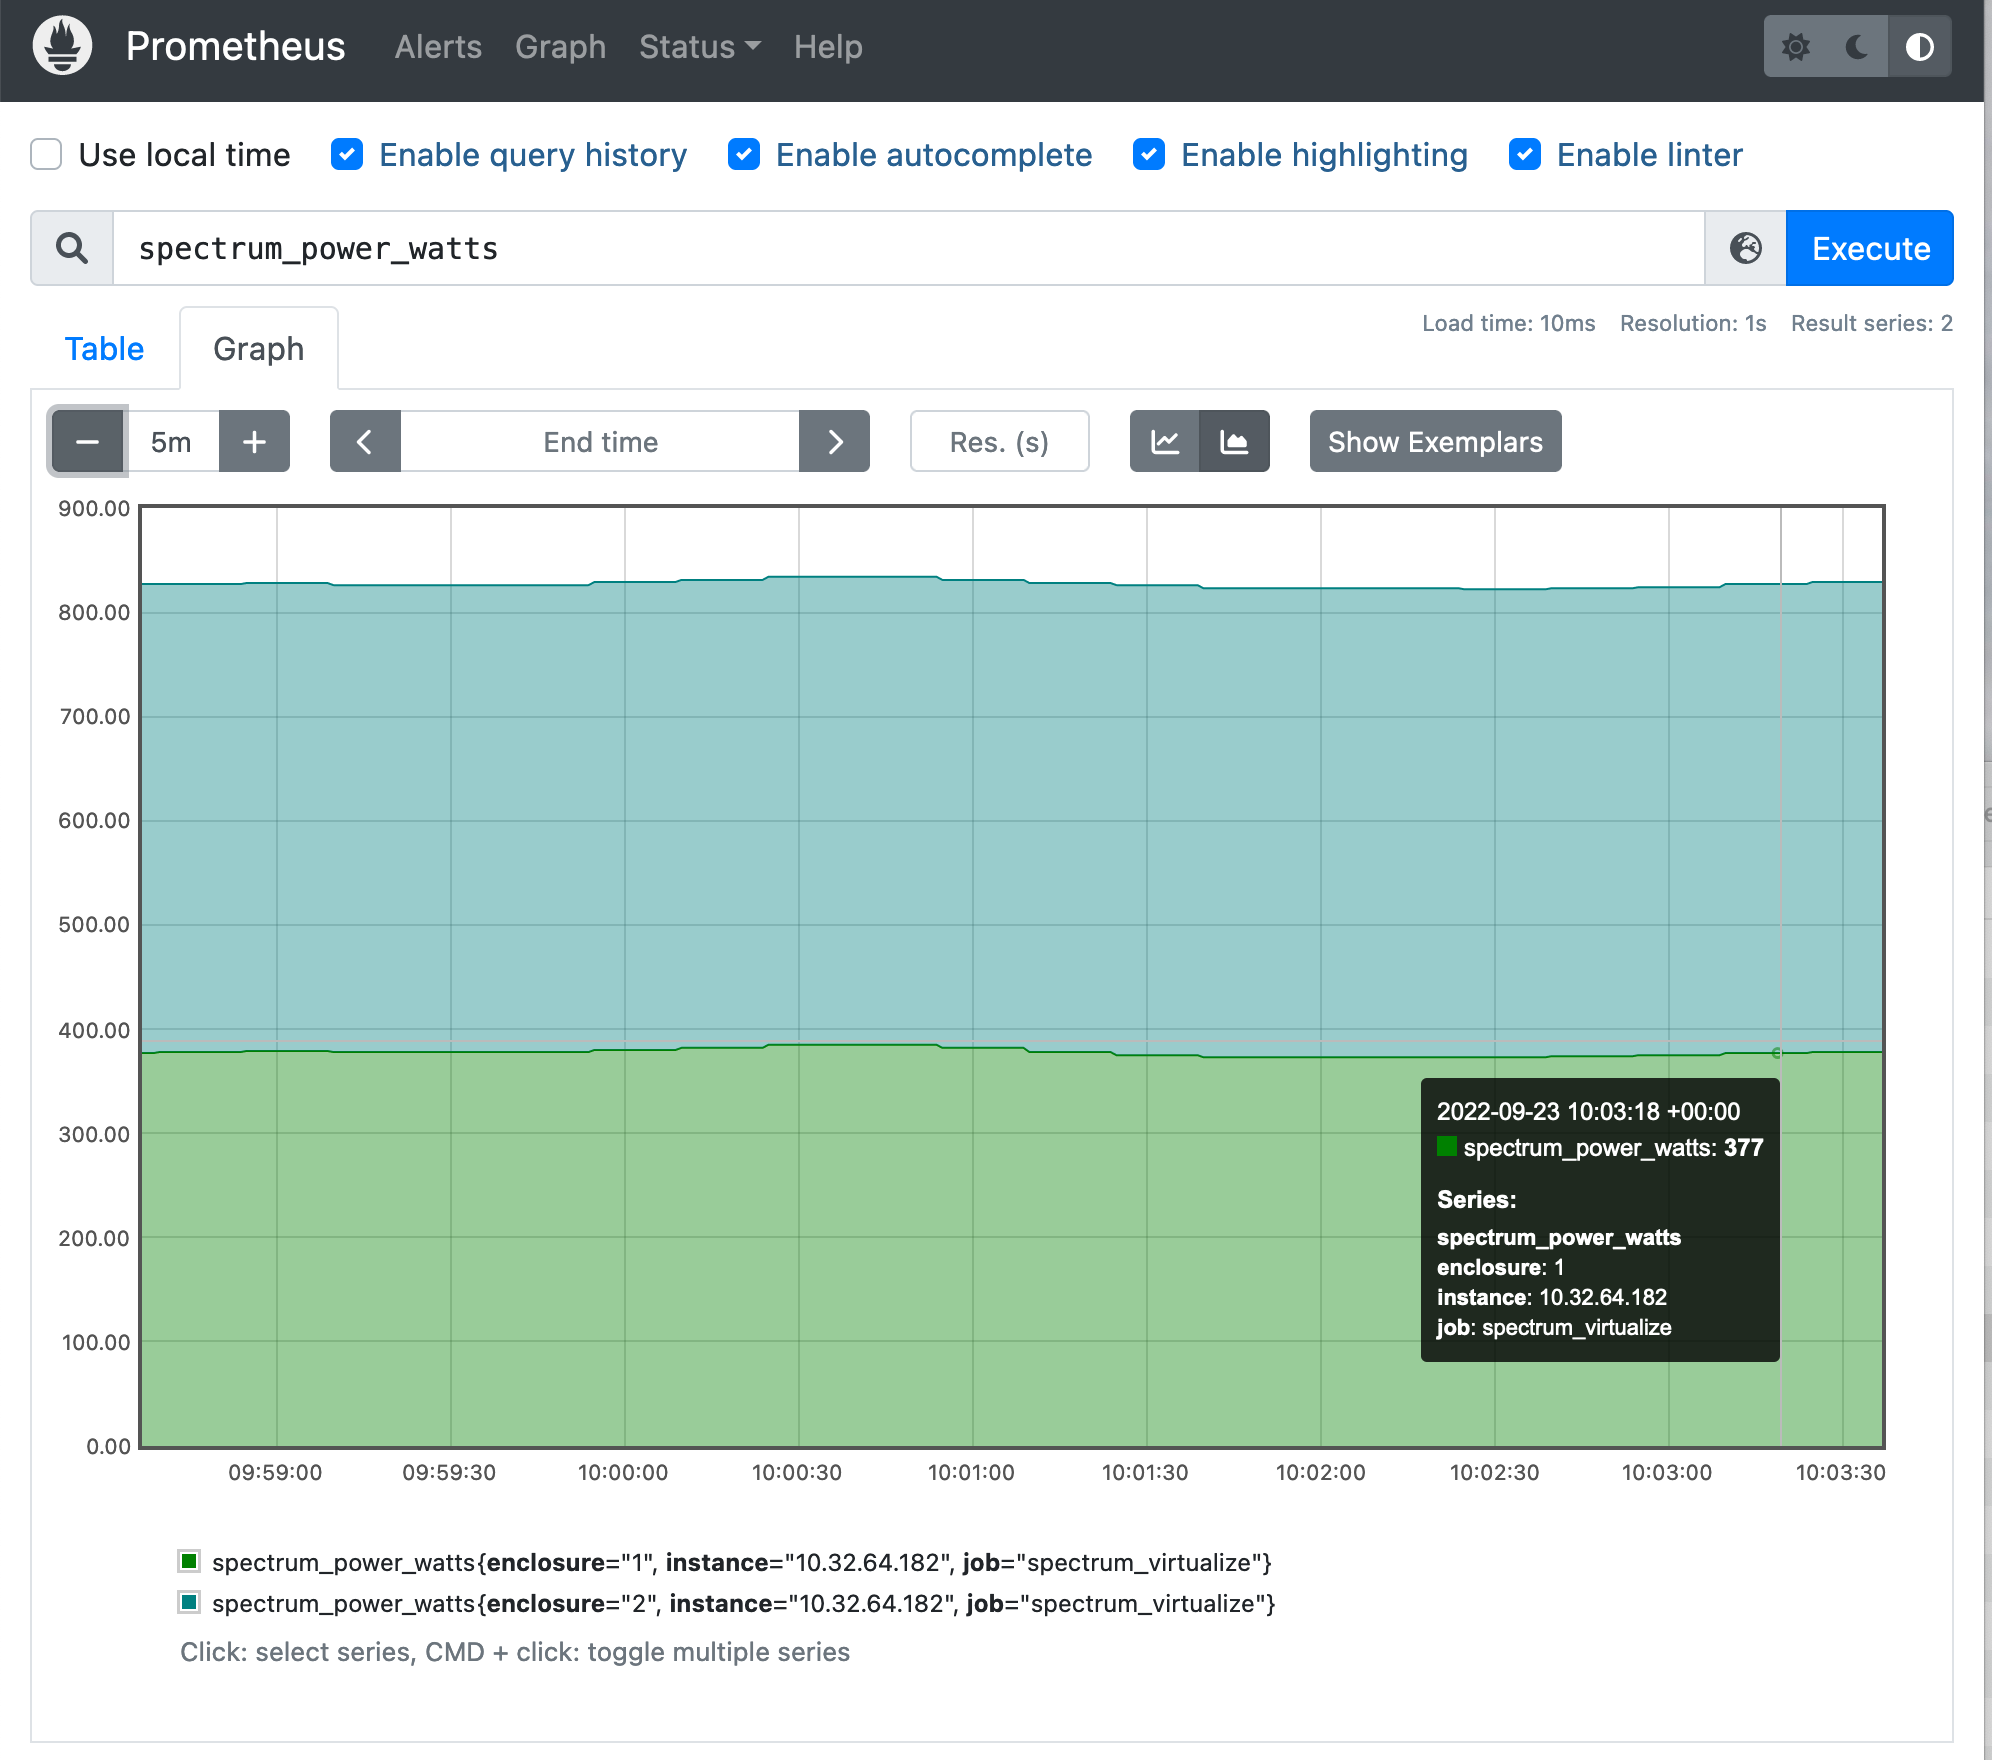 Prometheus Alerts Graph Status Help
Use local time Enable query history Enable autocomplete Enable highlighting Enable linter
spectrum_power_watts Execute
Load time: 10ms Resolution: 1s Result series: 2
Table Graph
5m End time Res. (s) Show Exemplars
900.00
800.00
700.00
600.00
500.00
400.00
300.00
200.00
100.00
0.00
2022-09-23 10:03:18 +00:00
spectrum_power_watts: 377
Series:
spectrum_power_watts
enclosure: 1
instance: 10.32.64.182
job: spectrum_virtualize
09:59:00 09:59:30 10:00:00 10:00:30 10:01:00 10:01:30 10:02:00 10:02:30 10:03:00 10:03:30
spectrum_power_watts{enclosure="1", instance="10.32.64.182", job="spectrum_virtualize"}
spectrum_power_watts{enclosure="2", instance="10.32.64.182", job="spectrum_virtualize"}
Click: select series, CMD + click: toggle multiple series